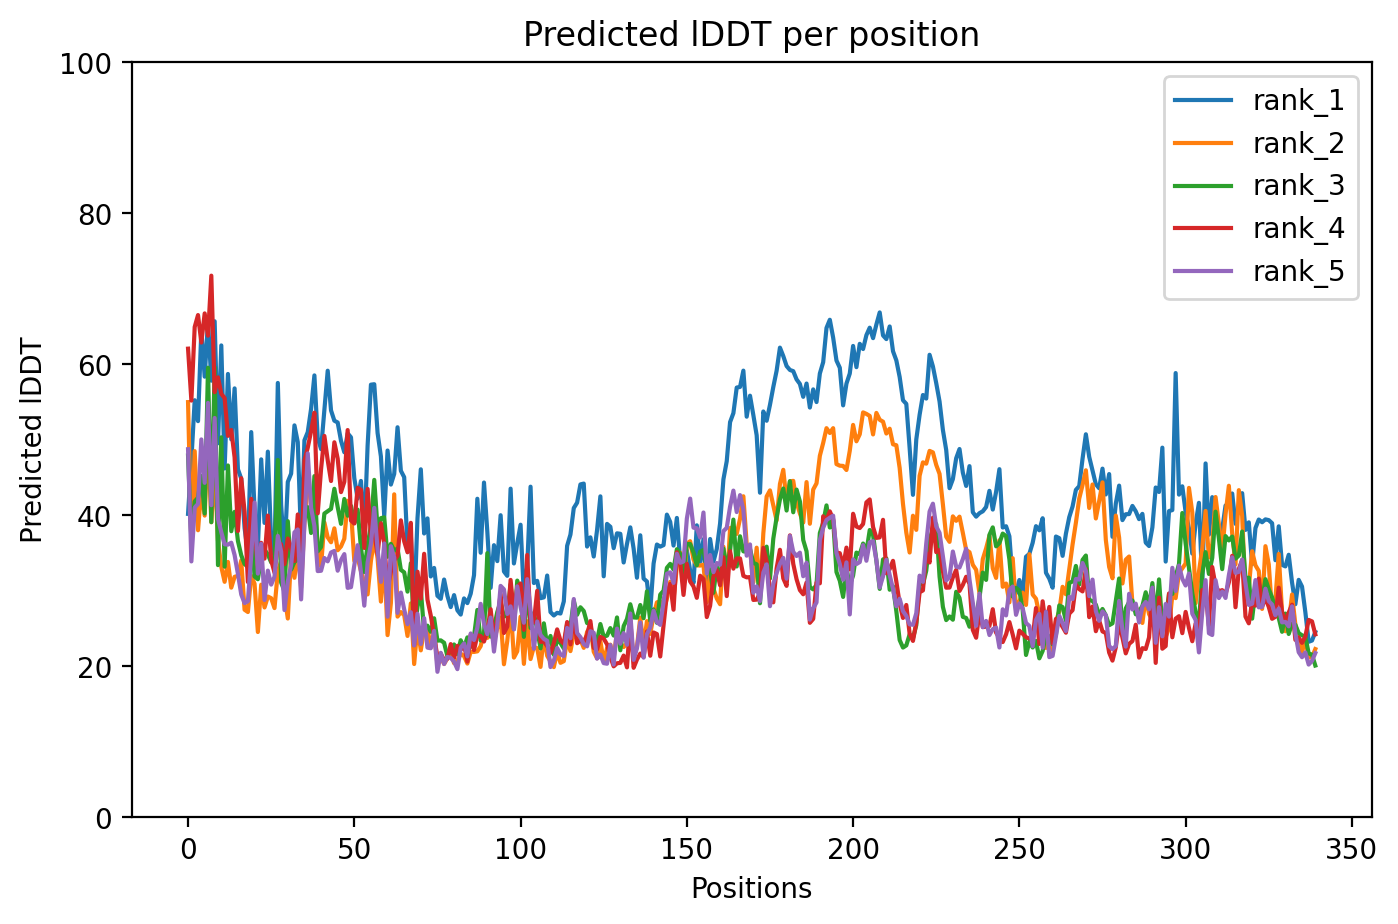 Predicted lDDT per position
100
80
60
40
20
0
Predicted lDDT
0 50 100 150 200 250 300 350
Positions
rank_1
rank_2
rank_3
rank_4
rank_5